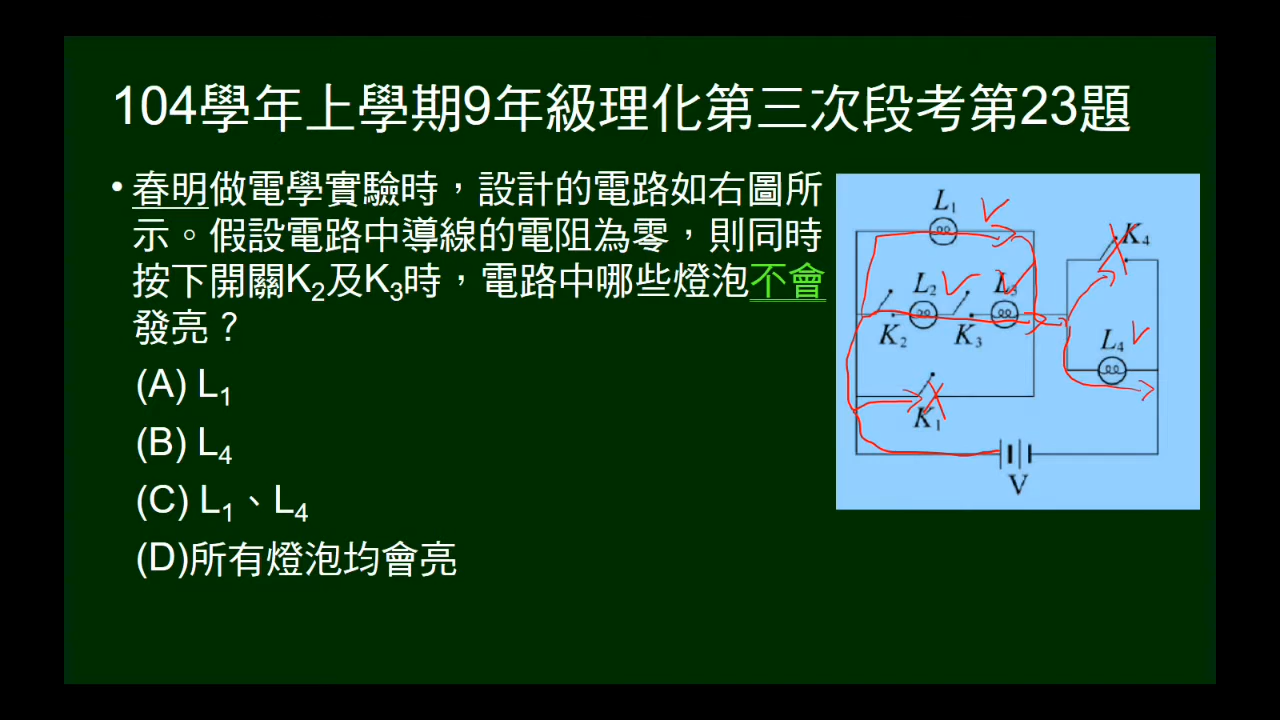 104學年上學期9年級理化第三次段考第23題
• 春明做電學實驗時，設計的電路如右圖所
示。假設電路中導線的電阻為零，則同時
按下開關K₂及K₃時，電路中哪些燈泡不會
發亮？
(A) L₁
(B) L₄
(C) L₁、L₄
(D)所有燈泡均會亮
L₁
K₄
L₂
L₃
K₂
K₃
L₄
K₁
V